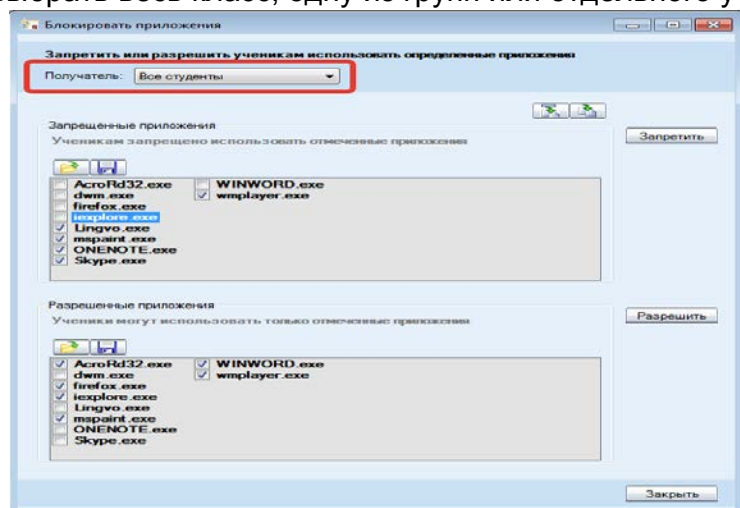 выбрать весь класс, одну из групп или отдельного у
Блокировать приложения
Запретить или разрешить ученикам использовать определенные приложения
Получатель: Все студенты
Запрещенные приложения
Ученикам запрещено использовать отмеченные приложения
Запретить
AcroRd32.exe WINWORD.exe
dwm.exe wmplayer.exe
firefox.exe
iexplore.exe
Lingvo.exe
mspaint.exe
ONENOTE.exe
Skype.exe
Разрешенные приложения
Ученики могут использовать только отмеченные приложения
Разрешить
AcroRd32.exe WINWORD.exe
dwm.exe wmplayer.exe
firefox.exe
iexplore.exe
Lingvo.exe
mspaint.exe
ONENOTE.exe
Skype.exe
Закрыть